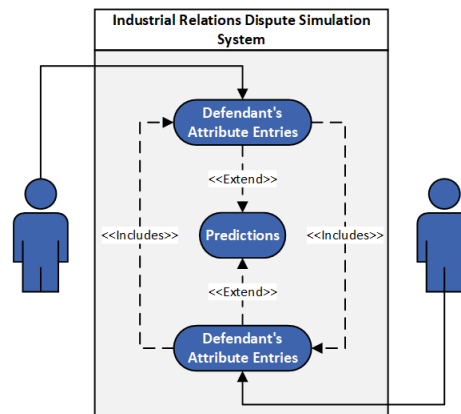 Industrial Relations Dispute Simulation
System
Defendant's
Attribute Entries
<<Extend>>
<<Includes>>
Predictions
<<Includes>>
<<Extend>>
Defendant's
Attribute Entries